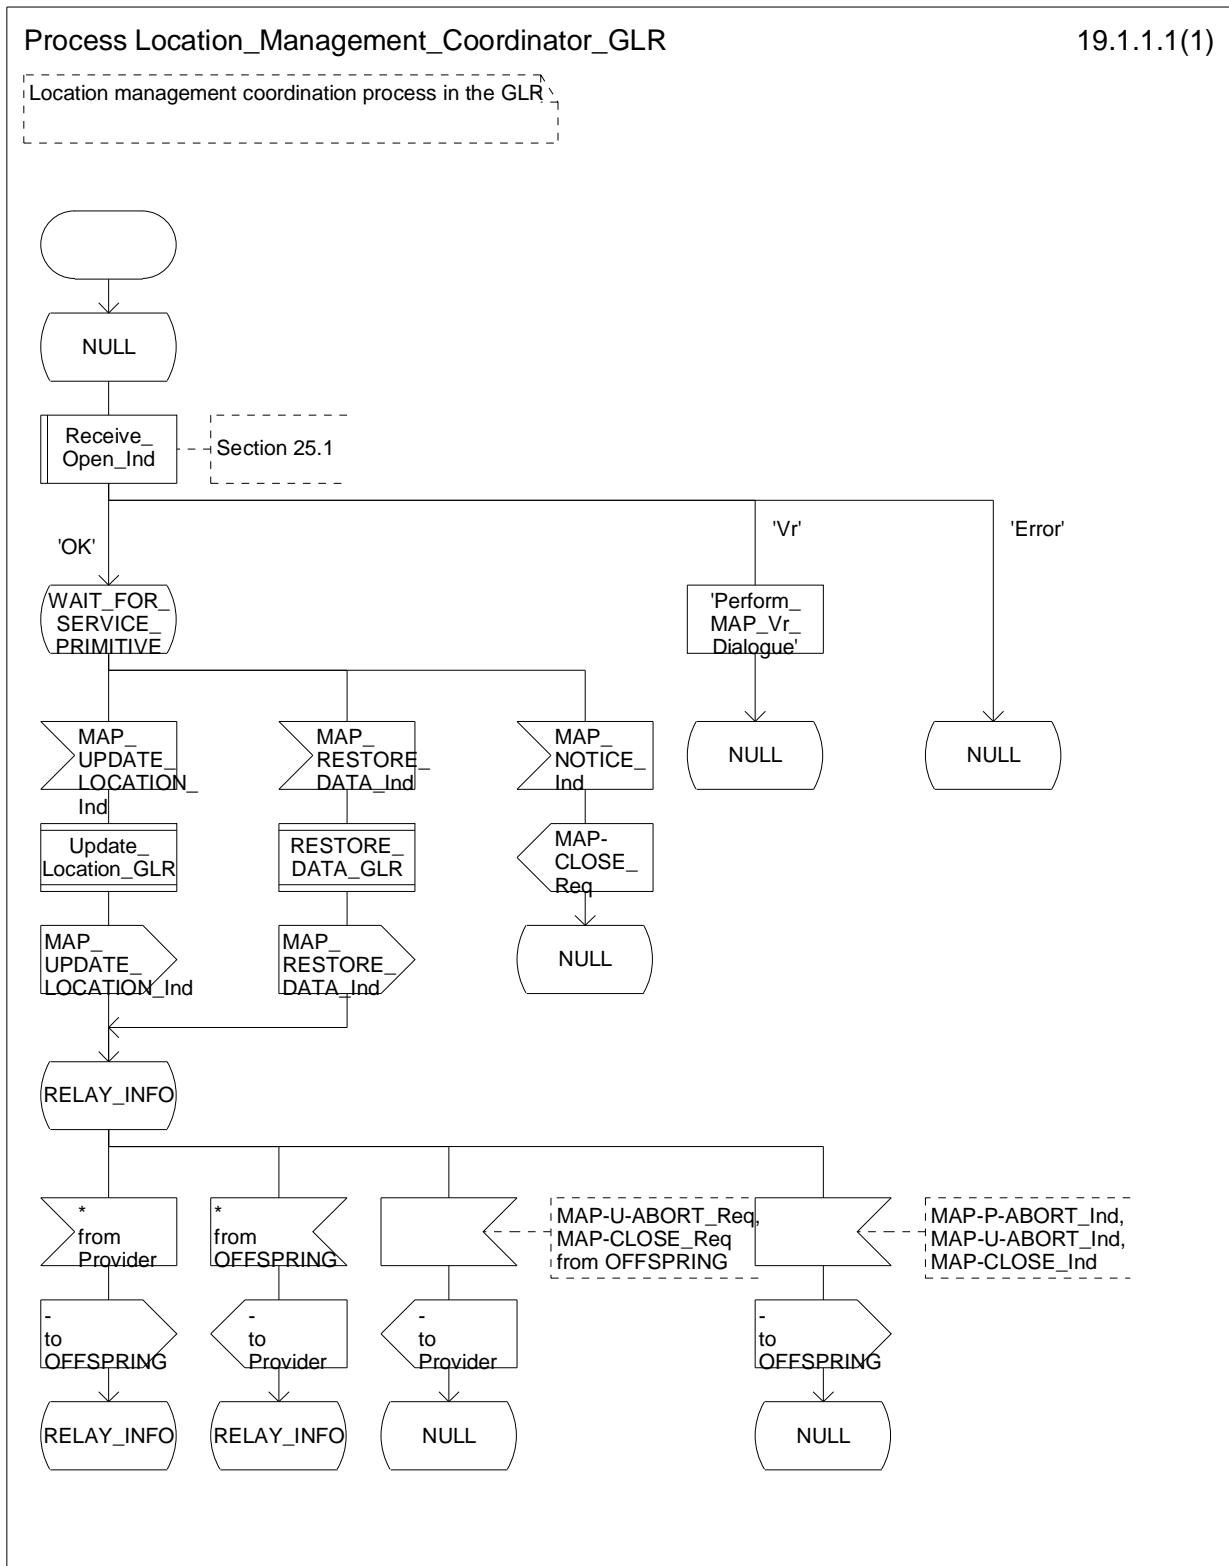 Process Location_Management_Coordinator_GLR
19.1.1.1(1)
Location management coordination process in the GLR
NULL
Receive_
Open_Ind
Section 25.1
'OK'
'Vr'
'Error'
WAIT_FOR_
SERVICE_
PRIMITIVE
'Perform_
MAP_Vr_
Dialogue'
MAP_
UPDATE_
LOCATION_
Ind
MAP_
RESTORE_
DATA_Ind
MAP_
NOTICE_
Ind
NULL
NULL
Update_
Location_GLR
RESTORE_
DATA_GLR
MAP-
CLOSE_
Req
MAP_
UPDATE_
LOCATION_Ind
MAP_
RESTORE_
DATA_Ind
NULL
RELAY_INFO
*
from
Provider
*
from
OFFSPRING
MAP-U-ABORT_Req,
MAP-CLOSE_Req
from OFFSPRING
MAP-P-ABORT_Ind,
MAP-U-ABORT_Ind,
MAP-CLOSE_Ind
-
to
OFFSPRING
-
to
Provider
-
to
Provider
-
to
OFFSPRING
RELAY_INFO
RELAY_INFO
NULL
NULL